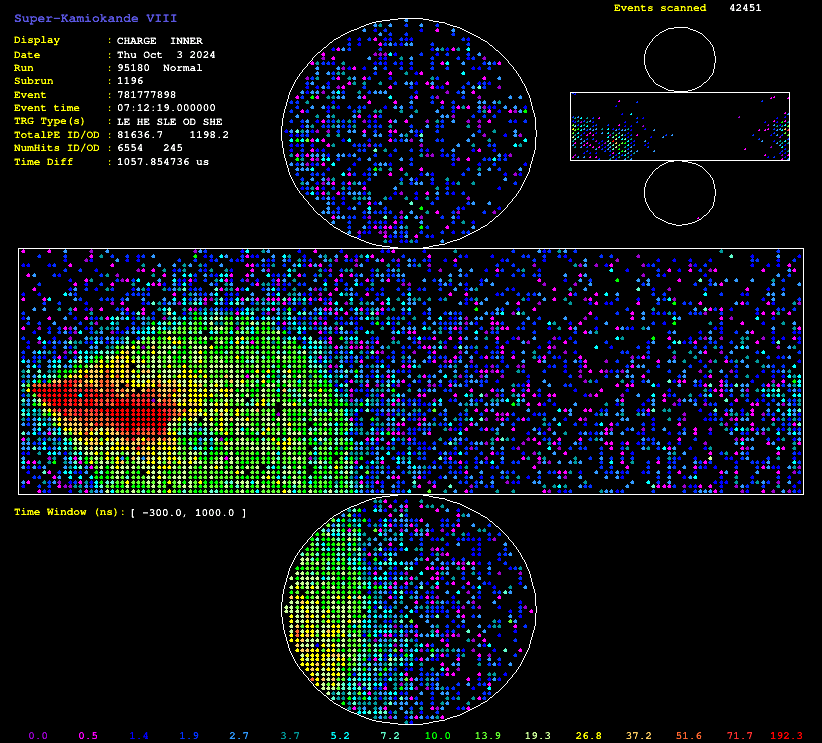 Super-Kamiokande VIII
Events scanned 42451
Display : CHARGE INNER
Date : Thu Oct 3 2024
Run : 95180 Normal
Subrun : 1196
Event : 781777898
Event time : 07:12:19.000000
TRG Type(s) : LE HE SLE OD SHE
TotalPE ID/OD : 81636.7 1198.2
NumHits ID/OD : 6554 245
Time Diff : 1057.854736 us
Time Window (ns): [ -300.0, 1000.0 ]
0.0 0.5 1.4 1.9 2.7 3.7 5.2 7.2 10.0 13.9 19.3 26.8 37.2 51.6 71.7 192.3